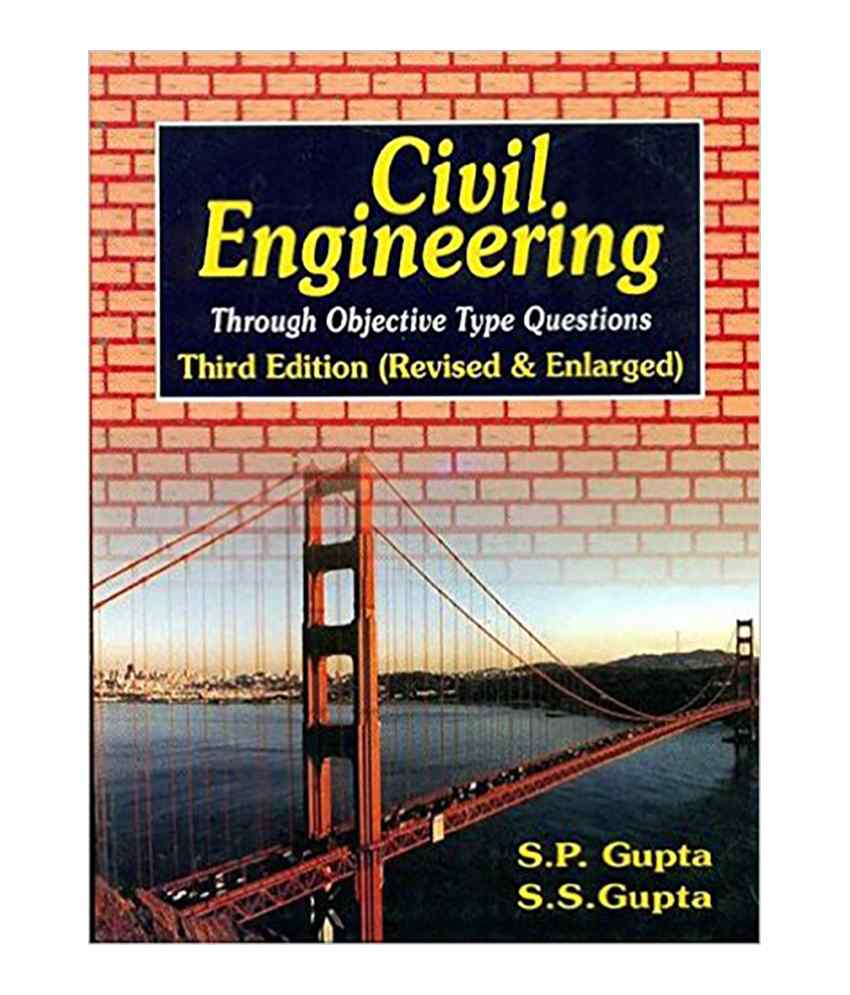 Civil
Engineering
Through Objective Type Questions
Third Edition (Revised & Enlarged)
S.P. Gupta
S.S.Gupta